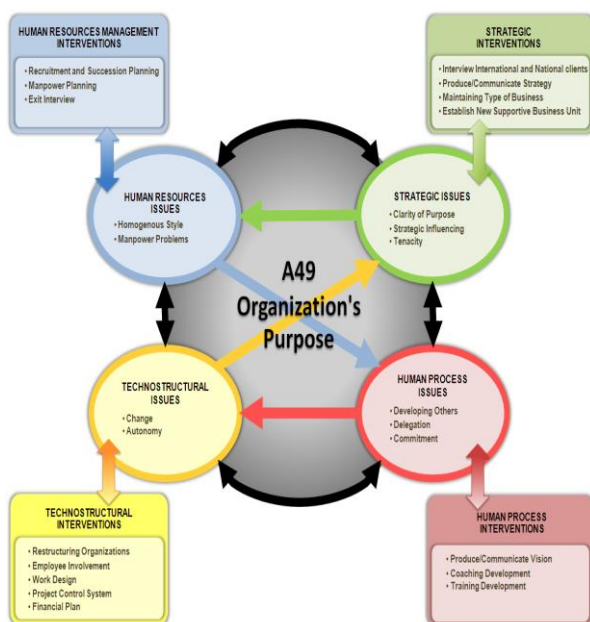 HUMAN RESOURCES MANAGEMENT
INTERVENTIONS
• Recruitment and Succession Planning
• Manpower Planning
• Exit Interview
STRATEGIC
INTERVENTIONS
• Interview International and National clients
• Produce/Communicate Strategy
• Maintaining Type of Business
• Establish New Supportive Business Unit
HUMAN RESOURCES
ISSUES
• Homogenous Style
• Manpower Problems
STRATEGIC ISSUES
• Clarity of Purpose
• Strategic Influencing
• Tenacity
A49
Organization's
Purpose
TECHNOSTRUCTURAL
ISSUES
• Change
• Autonomy
HUMAN PROCESS
ISSUES
• Developing Others
• Delegation
• Commitment
TECHNOSTRUCTURAL
INTERVENTIONS
• Restructuring Organizations
• Employee Involvement
• Work Design
• Project Control System
• Financial Plan
HUMAN PROCESS
INTERVENTIONS
• Produce/Communicate Vision
• Coaching Development
• Training Development